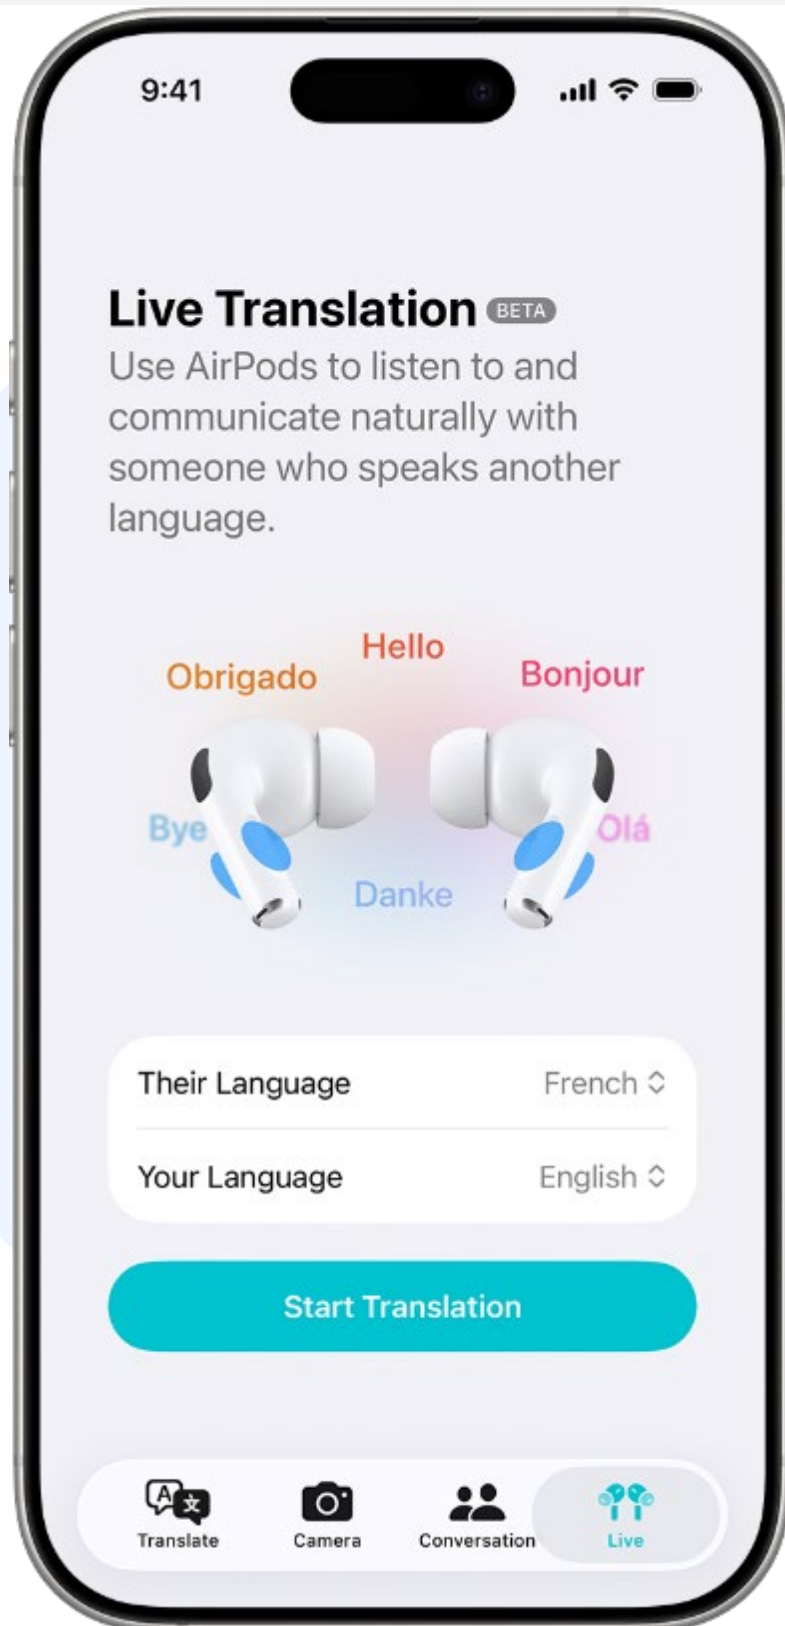 9:41
Live Translation BETA
Use AirPods to listen to and
communicate naturally with
someone who speaks another
language.
Hello
Obrigado
Bonjour
Bye
Olá
Danke
Their Language French
Your Language English
Start Translation
A 文
Translate
Camera
Conversation
Live